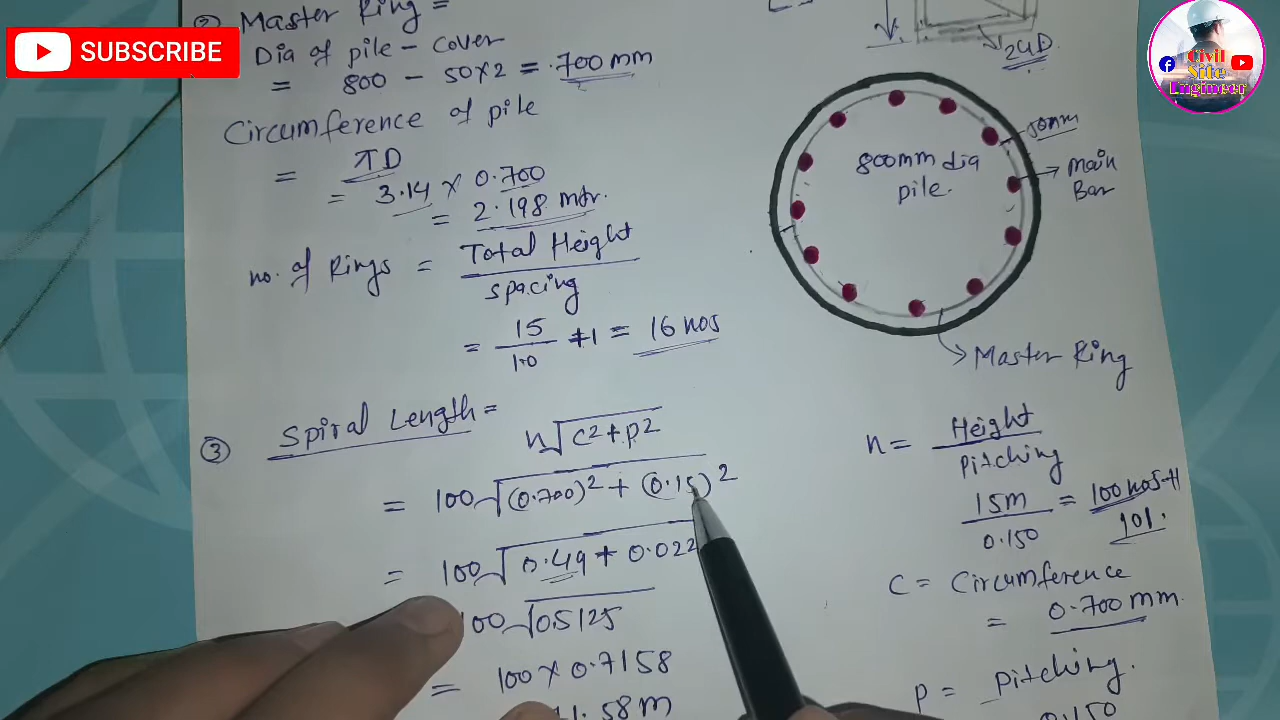 SUBSCRIBE
② Master Ring =
Dia of pile - cover
= 800 - 50x2 = 700 mm
Circumference of pile
= πD
= 3.14 x 0.700
= 2.198 mtr.
no. of Rings = Total Height
spacing
= 15
1.0
+1 = 16 nos
③ Spiral Length =
n√c2+p2
= 100√(0.700)2 + (0.15)2
= 100√0.49 + 0.022
100√0.5125
= 100 x 0.7158
1.58 m
24D
50mm
800mm dia
pile.
main
Bar
Master Ring
n = Height
Pitching
15m
0.150
= 100 nos+1
101.
C = Circumference
= 0.700 mm.
P = Pitching.
0.150
Civil
Site
Engineer